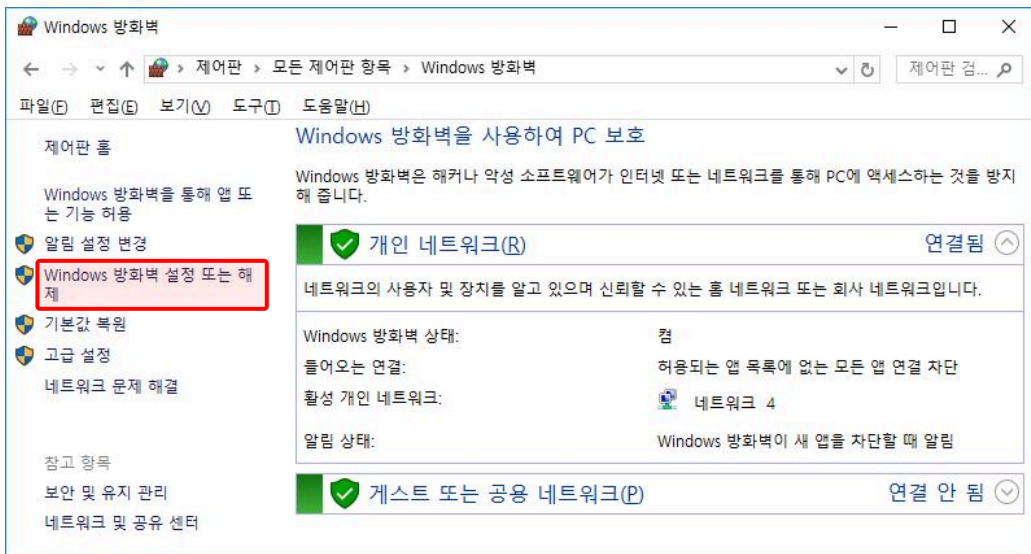 Windows 방화벽
제어판 > 모든 제어판 항목 > Windows 방화벽
제어판 검...
파일(F) 편집(E) 보기(V) 도구(T) 도움말(H)
제어판 홈
Windows 방화벽을 통해 앱 또
는 기능 허용
알림 설정 변경
Windows 방화벽 설정 또는 해
제
기본값 복원
고급 설정
네트워크 문제 해결
참고 항목
보안 및 유지 관리
네트워크 및 공유 센터
Windows 방화벽을 사용하여 PC 보호
Windows 방화벽은 해커나 악성 소프트웨어가 인터넷 또는 네트워크를 통해 PC에 액세스하는 것을 방지
해 줍니다.
개인 네트워크(R) 연결됨
네트워크의 사용자 및 장치를 알고 있으며 신뢰할 수 있는 홈 네트워크 또는 회사 네트워크입니다.
Windows 방화벽 상태: 켬
들어오는 연결: 허용되는 앱 목록에 없는 모든 앱 연결 차단
활성 개인 네트워크: 네트워크 4
알림 상태: Windows 방화벽이 새 앱을 차단할 때 알림
게스트 또는 공용 네트워크(P) 연결 안 됨